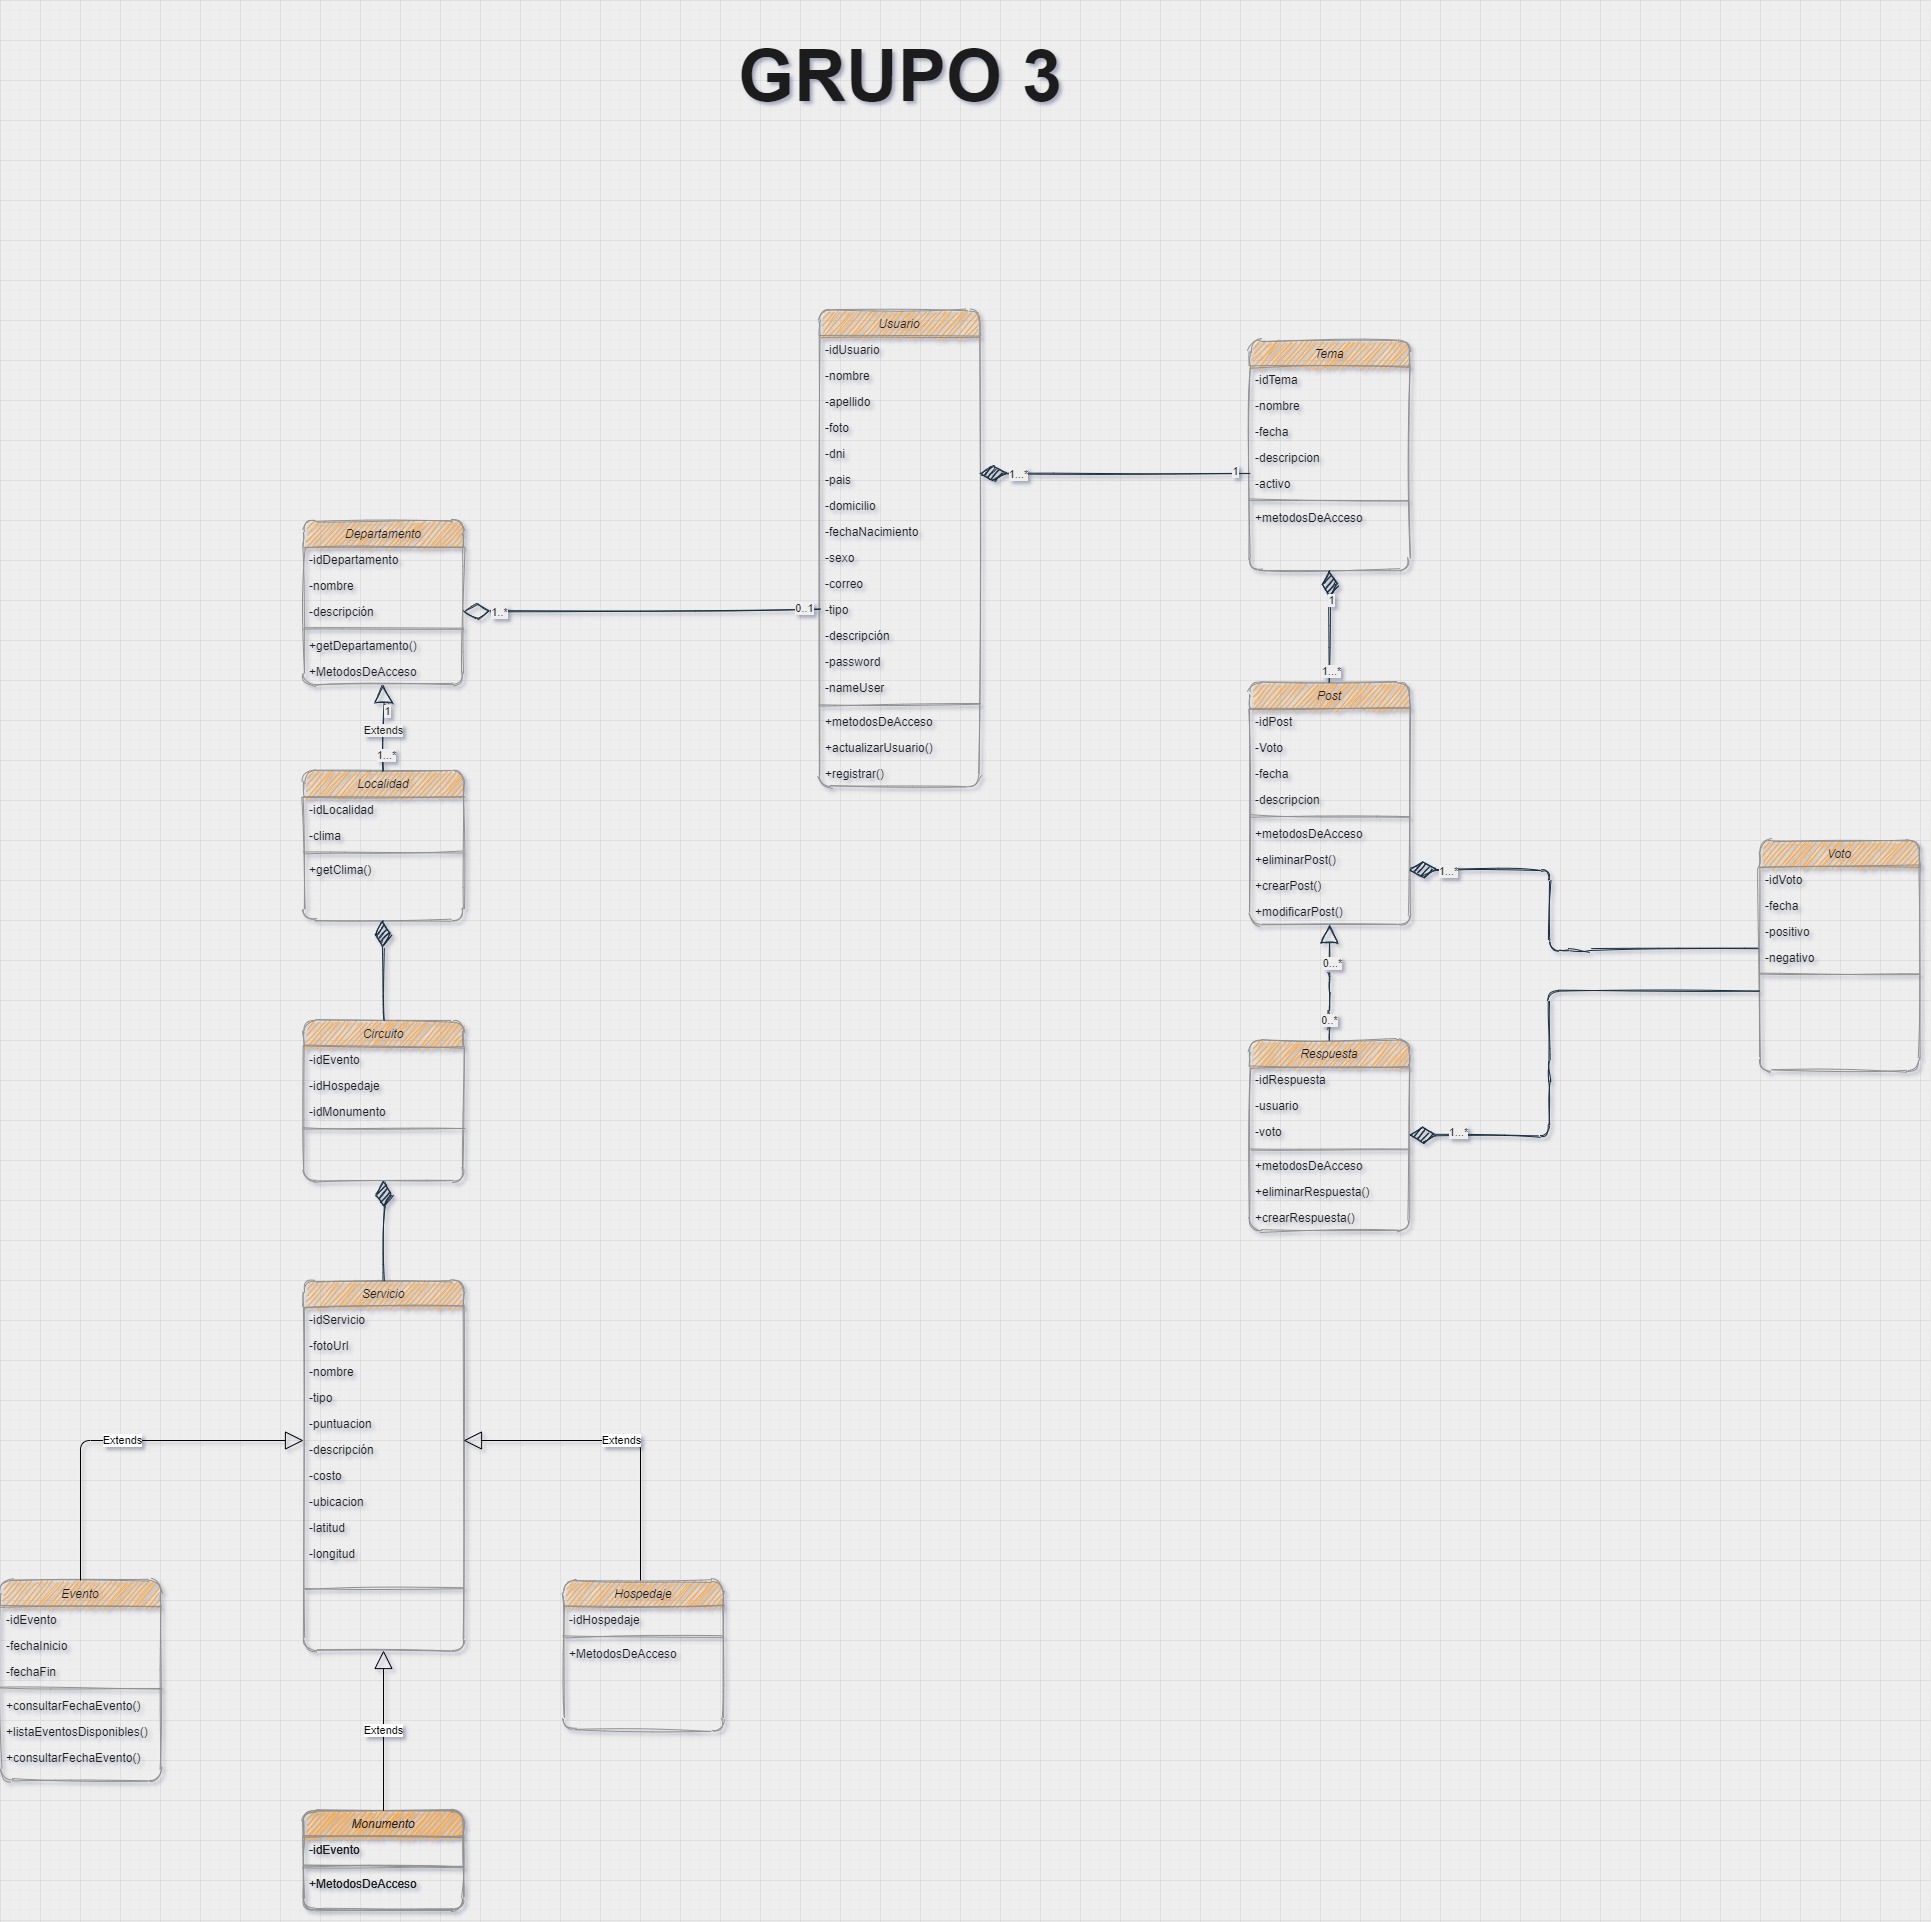 GRUPO 3
Usuario
-idUsuario
-nombre
-apellido
-foto
-dni
-pais
-domicilio
-fechaNacimiento
-sexo
-correo
-tipo
-descripción
-password
-nameUser
+metodosDeAcceso
+actualizarUsuario()
+registrar()
1...*
1
Tema
-idTema
-nombre
-fecha
-descripcion
-activo
+metodosDeAcceso
1
1...*
Departamento
-idDepartamento
-nombre
-descripción
+getDepartamento()
+MetodosDeAcceso
1..*
0..1
1
Extends
1...*
Localidad
-idLocalidad
-clima
+getClima()
Post
-idPost
-Voto
-fecha
-descripcion
+metodosDeAcceso
+eliminarPost()
+crearPost()
+modificarPost()
1...*
Voto
-idVoto
-fecha
-positivo
-negativo
0...*
0..*
Respuesta
-idRespuesta
-usuario
-voto
+metodosDeAcceso
+eliminarRespuesta()
+crearRespuesta()
1...*
Circuito
-idEvento
-idHospedaje
-idMonumento
Servicio
-idServicio
-fotoUrl
-nombre
-tipo
-puntuacion
-descripción
-costo
-ubicacion
-latitud
-longitud
Extends
Extends
Evento
-idEvento
-fechaInicio
-fechaFin
+consultarFechaEvento()
+listaEventosDisponibles()
+consultarFechaEvento()
Hospedaje
-idHospedaje
+MetodosDeAcceso
Extends
Monumento
-idEvento
+MetodosDeAcceso